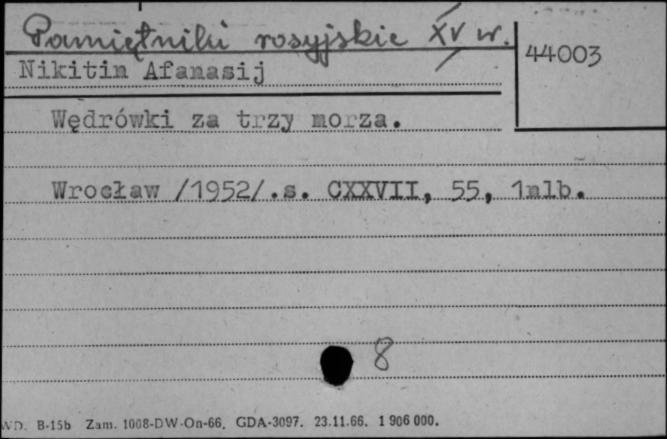 Pamiętniki rosyjskie XV w.
44003
Nikitin Afanasij
Wędrówki za trzy morza.
Wrocław /1952/.s. CXXVII, 55, 1nlb.
8
WD. B-15b Zam. 1008-DW-On-66. GDA-3097. 23.11.66. 1 906 000.